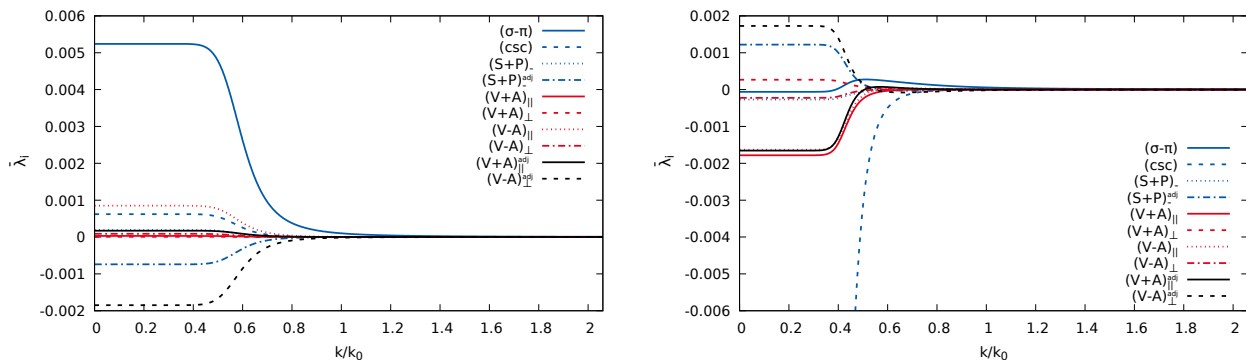 0.006
0.005
0.004
0.003
0.002
0.001
0
-0.001
-0.002
λ̄ᵢ
(σ-π)
(csc)
(S+P)₋
(S+P)₋ᵃᵈʲ
(V+A)||
(V+A)⊥
(V-A)||
(V-A)⊥
(V+A)||ᵃᵈʲ
(V-A)⊥ᵃᵈʲ
0 0.2 0.4 0.6 0.8 1 1.2 1.4 1.6 1.8 2
k/k₀
0.002
0.001
0
-0.001
-0.002
-0.003
-0.004
-0.005
-0.006
λ̄ᵢ
(σ-π)
(csc)
(S+P)₋
(S+P)₋ᵃᵈʲ
(V+A)||
(V+A)⊥
(V-A)||
(V-A)⊥
(V+A)||ᵃᵈʲ
(V-A)⊥ᵃᵈʲ
0 0.2 0.4 0.6 0.8 1 1.2 1.4 1.6 1.8 2
k/k₀